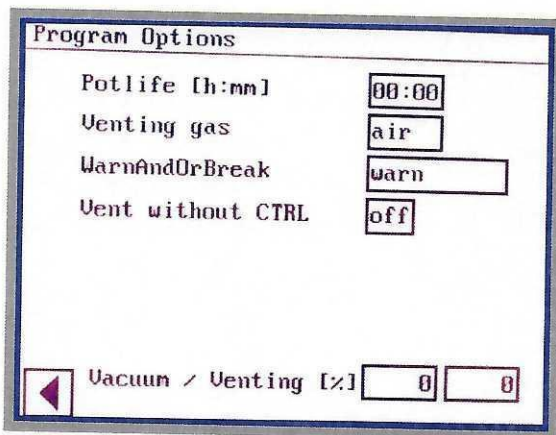 Program Options
Potlife [h:mm] 00:00
Venting gas air
WarnAndOrBreak warn
Vent without CTRL off
Vacuum / Venting [%] 0 0